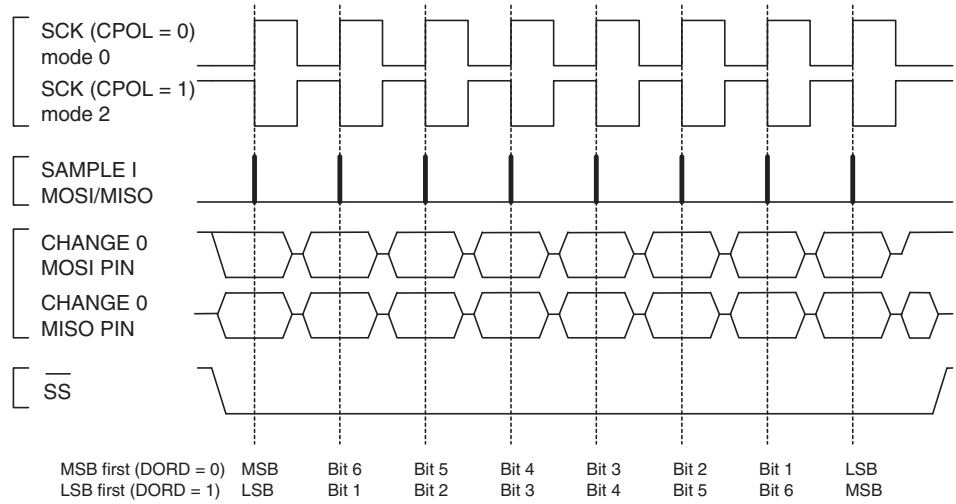 SCK (CPOL = 0)
mode 0
SCK (CPOL = 1)
mode 2
SAMPLE I
MOSI/MISO
CHANGE 0
MOSI PIN
CHANGE 0
MISO PIN
SS
MSB first (DORD = 0) MSB Bit 6 Bit 5 Bit 4 Bit 3 Bit 2 Bit 1 LSB
LSB first (DORD = 1) LSB Bit 1 Bit 2 Bit 3 Bit 4 Bit 5 Bit 6 MSB